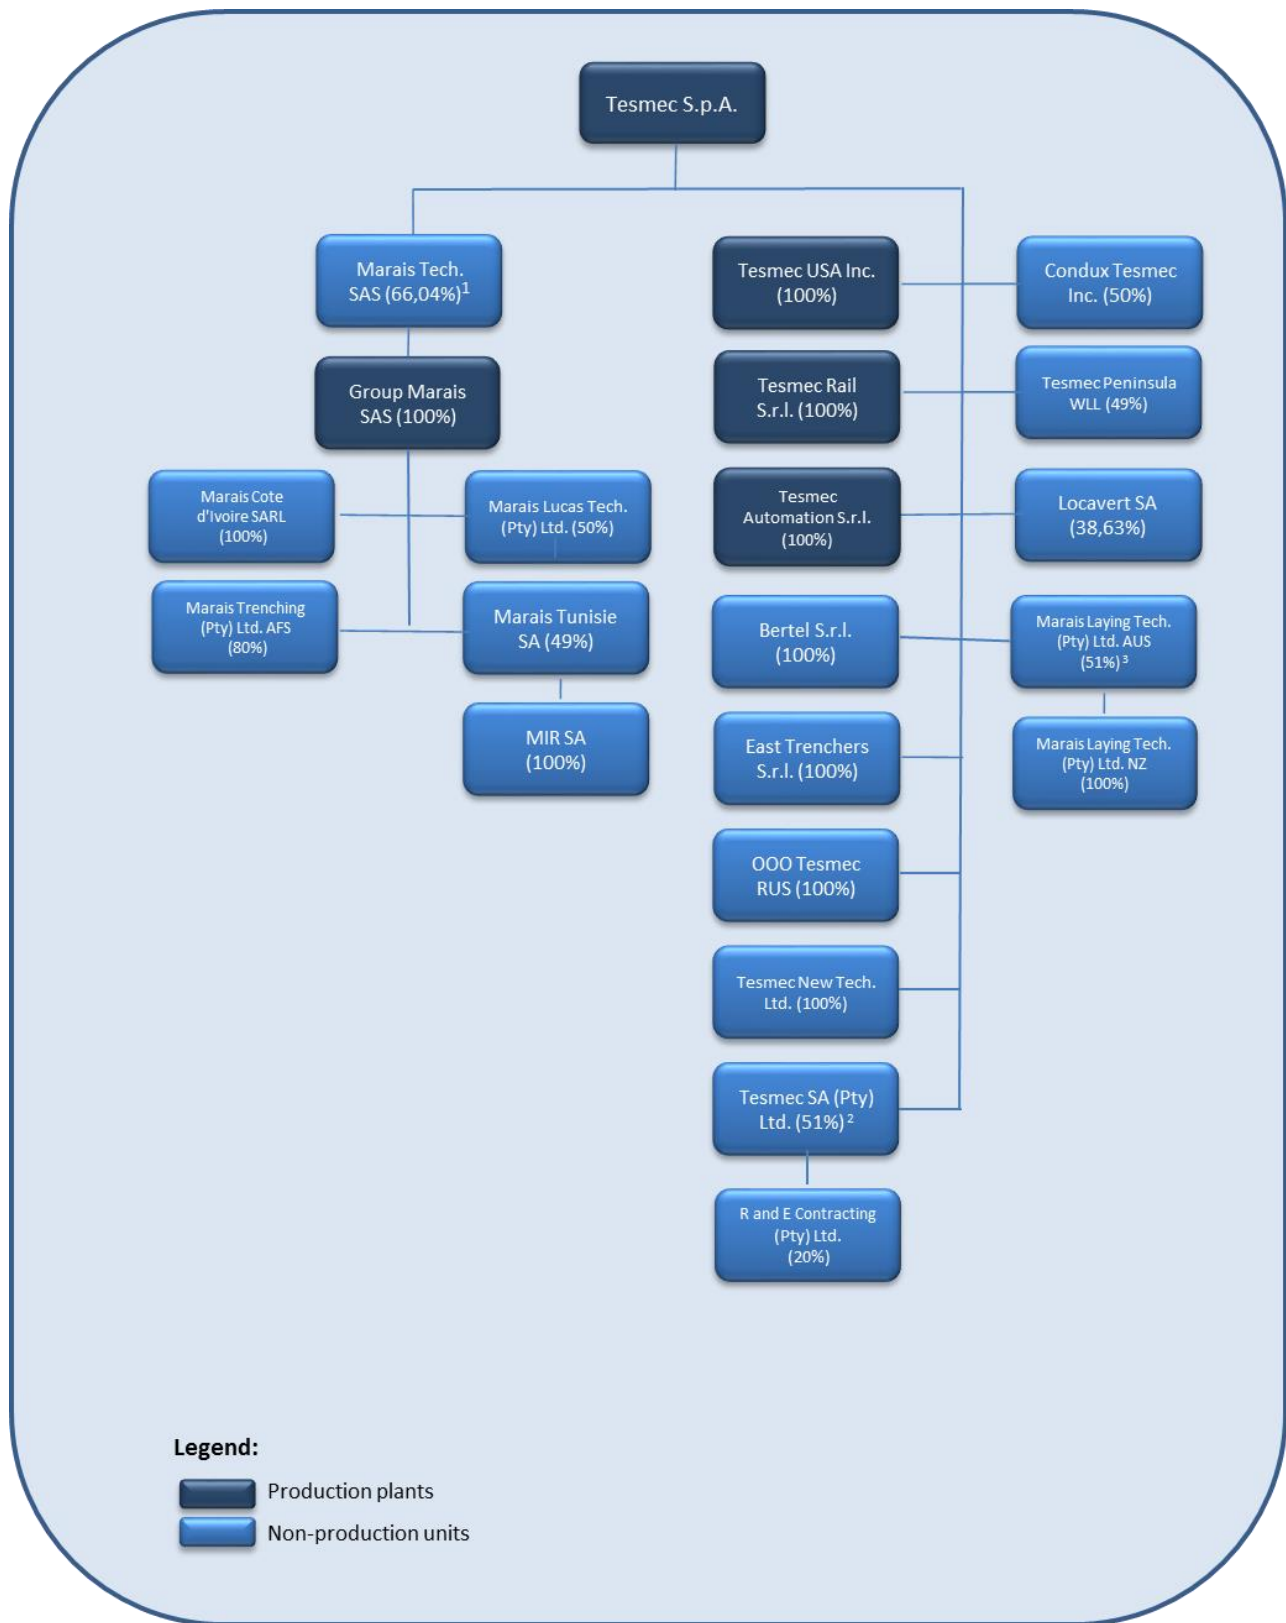 Tesmec S.p.A.
Marais Tech.
SAS (66,04%)1
Group Marais
SAS (100%)
Marais Cote
d'Ivoire SARL
(100%)
Marais Lucas Tech.
(Pty) Ltd. (50%)
Marais Trenching
(Pty) Ltd. AFS
(80%)
Marais Tunisie
SA (49%)
MIR SA
(100%)
Tesmec USA Inc.
(100%)
Condux Tesmec
Inc. (50%)
Tesmec Rail
S.r.l. (100%)
Tesmec Peninsula
WLL (49%)
Tesmec
Automation S.r.l.
(100%)
Locavert SA
(38,63%)
Bertel S.r.l.
(100%)
Marais Laying Tech.
(Pty) Ltd. AUS
(51%) 3
East Trenchers
S.r.l. (100%)
Marais Laying Tech.
(Pty) Ltd. NZ
(100%)
OOO Tesmec
RUS (100%)
Tesmec New Tech.
Ltd. (100%)
Tesmec SA (Pty)
Ltd. (51%) 2
R and E Contracting
(Pty) Ltd.
(20%)
Legend:
Production plants
Non-production units